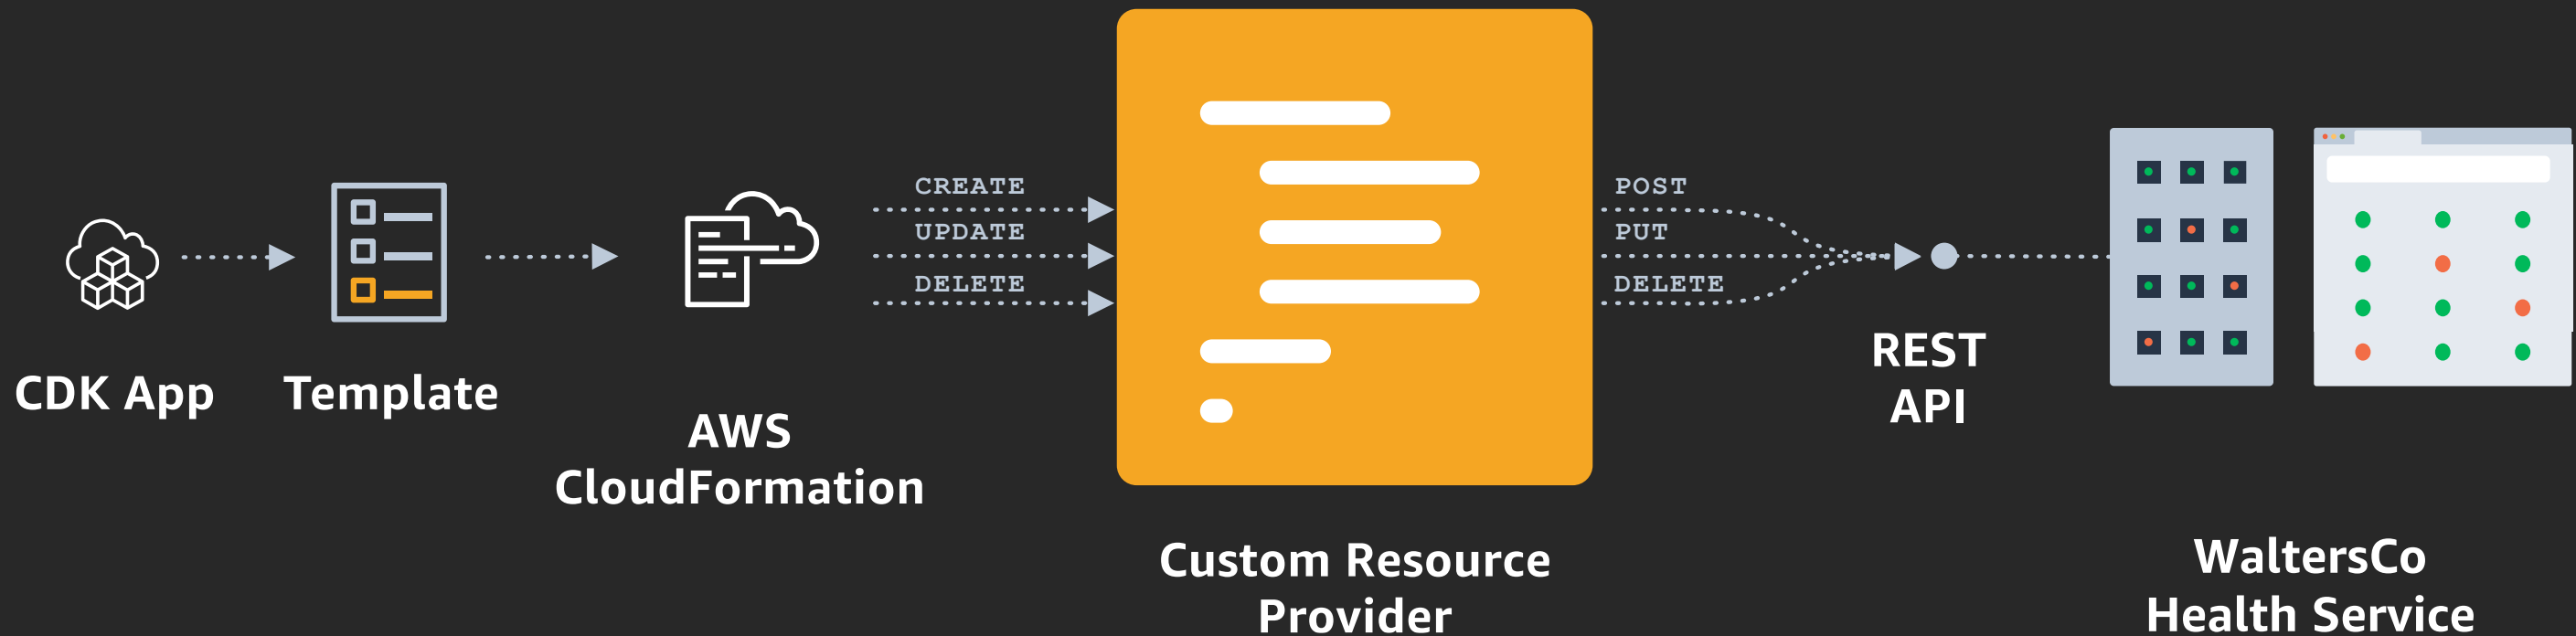 CDK App
Template
AWS
CloudFormation
CREATE
UPDATE
DELETE
Custom Resource
Provider
POST
PUT
DELETE
REST
API
WaltersCo
Health Service